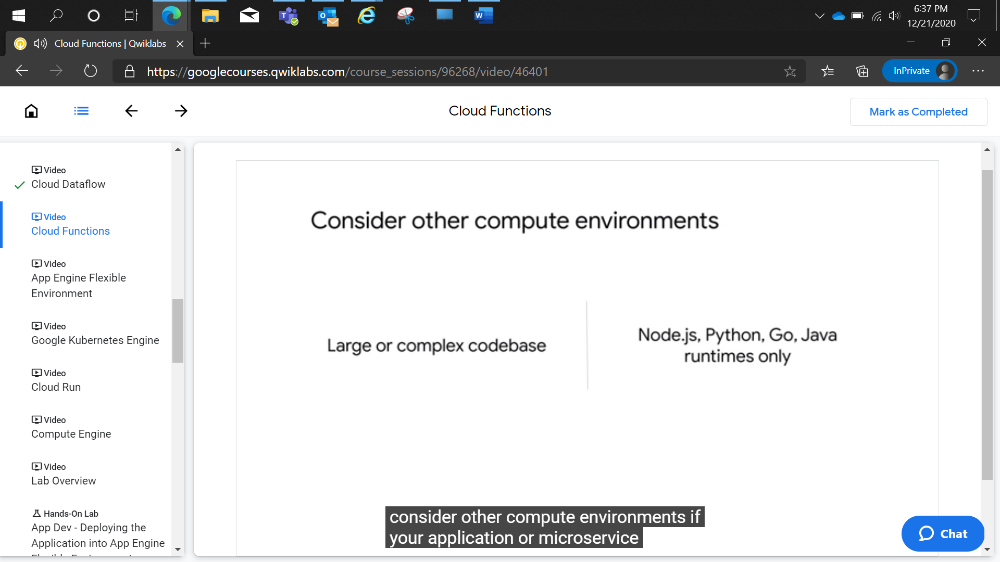 6:37 PM
12/21/2020
Cloud Functions | Qwiklabs
https://googlecourses.qwiklabs.com/course_sessions/96268/video/46401
InPrivate
Cloud Functions
Mark as Completed
Video
Cloud Dataflow
Video
Cloud Functions
Video
App Engine Flexible
Environment
Video
Google Kubernetes Engine
Video
Cloud Run
Video
Compute Engine
Video
Lab Overview
Hands-On Lab
App Dev - Deploying the
Application into App Engine
Consider other compute environments
Large or complex codebase
Node.js, Python, Go, Java
runtimes only
consider other compute environments if
your application or microservice
Chat